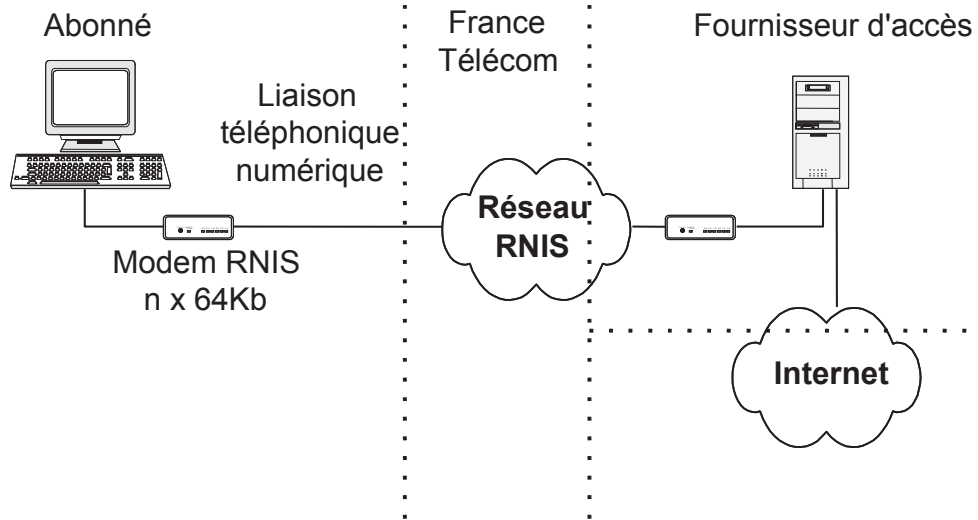 Abonné
France
Télécom
Fournisseur d'accès
Liaison
téléphonique
numérique
Réseau
RNIS
Modem RNIS
n x 64Kb
Internet